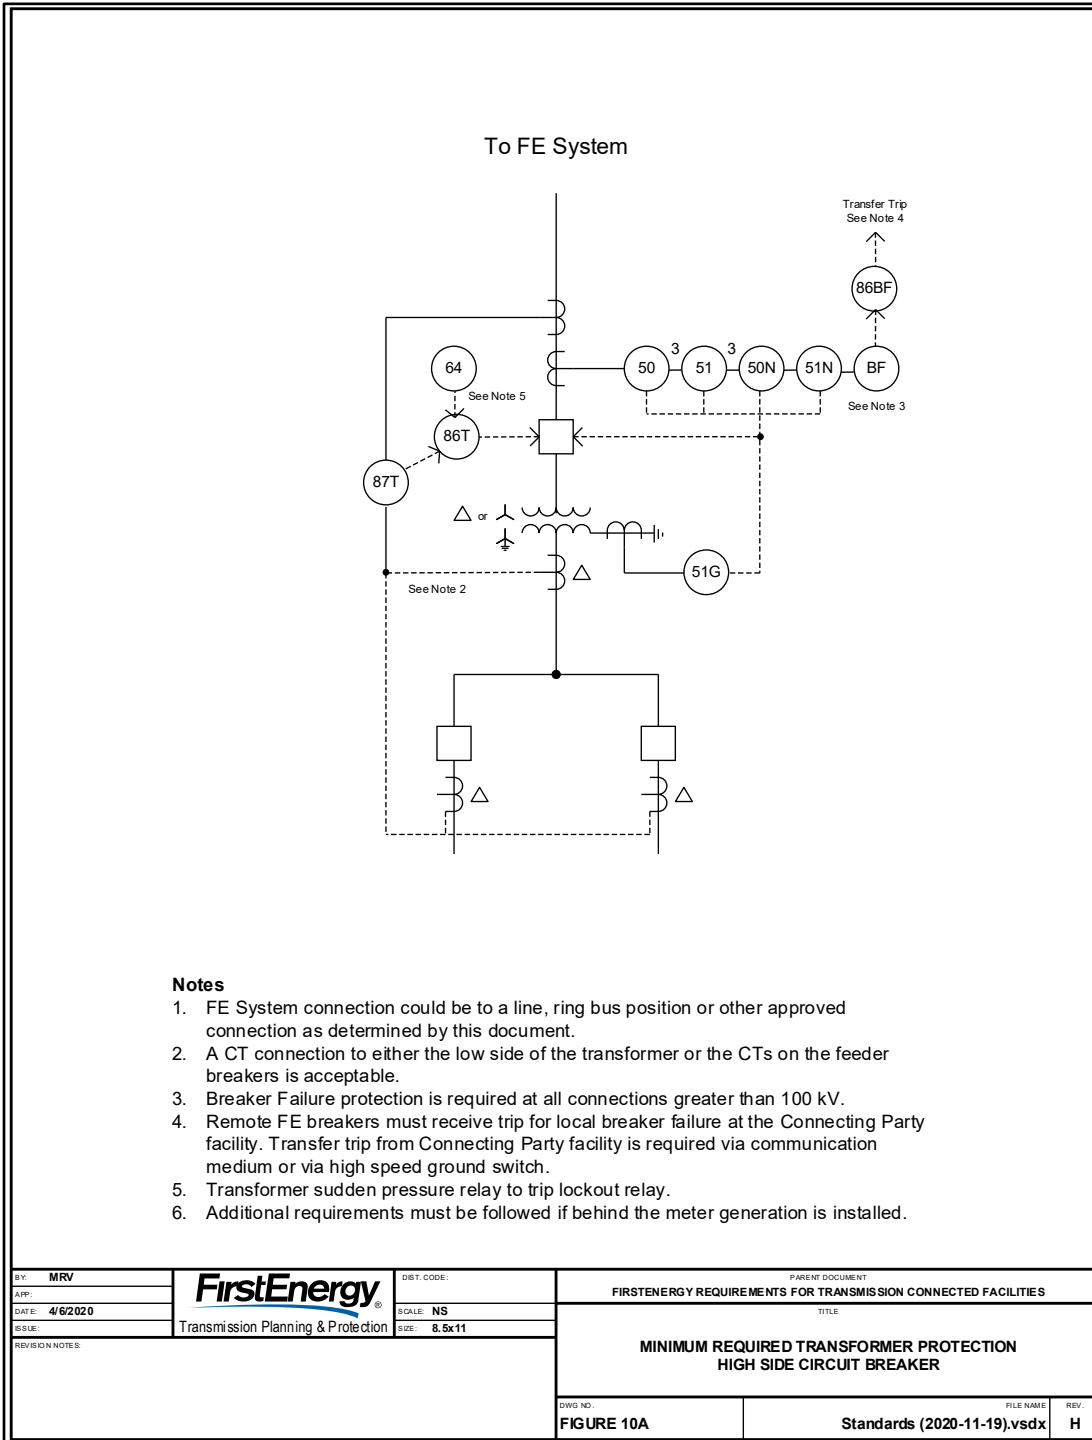 To FE System
Transfer Trip
See Note 4
86BF
64
50
3
51
3
50N
51N
BF
See Note 5
See Note 3
86T
87T
or
51G
See Note 2
Notes
1. FE System connection could be to a line, ring bus position or other approved
connection as determined by this document.
2. A CT connection to either the low side of the transformer or the CTs on the feeder
breakers is acceptable.
3. Breaker Failure protection is required at all connections greater than 100 kV.
4. Remote FE breakers must receive trip for local breaker failure at the Connecting Party
facility. Transfer trip from Connecting Party facility is required via communication
medium or via high speed ground switch.
5. Transformer sudden pressure relay to trip lockout relay.
6. Additional requirements must be followed if behind the meter generation is installed.
BY: MRV
APP:
DATE: 4/6/2020
ISSUE:
REVISION NOTES:
FirstEnergy®
Transmission Planning & Protection
DIST. CODE:
SCALE: NS
SIZE: 8.5x11
PARENT DOCUMENT
FIRSTENERGY REQUIREMENTS FOR TRANSMISSION CONNECTED FACILITIES
TITLE
MINIMUM REQUIRED TRANSFORMER PROTECTION
HIGH SIDE CIRCUIT BREAKER
DWG NO.
FIGURE 10A
FILE NAME
Standards (2020-11-19).vsdx
REV.
H